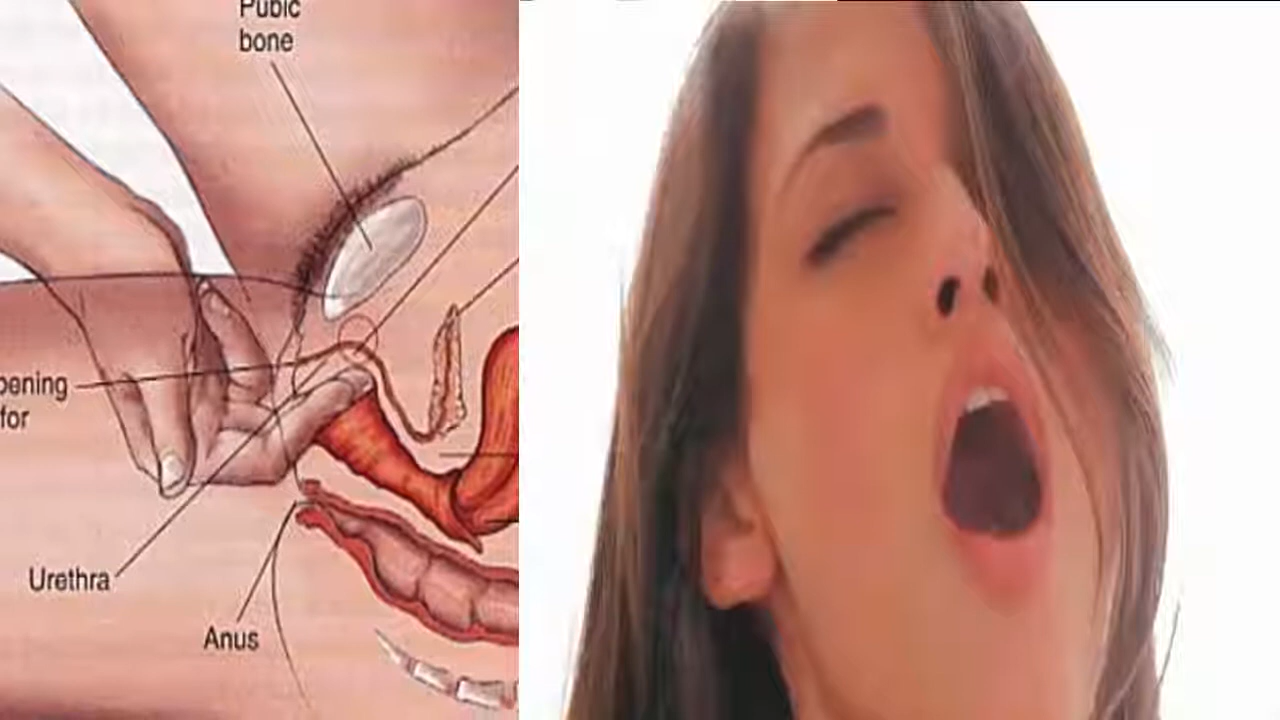 Pubic
bone
pening
for
Urethra
Anus